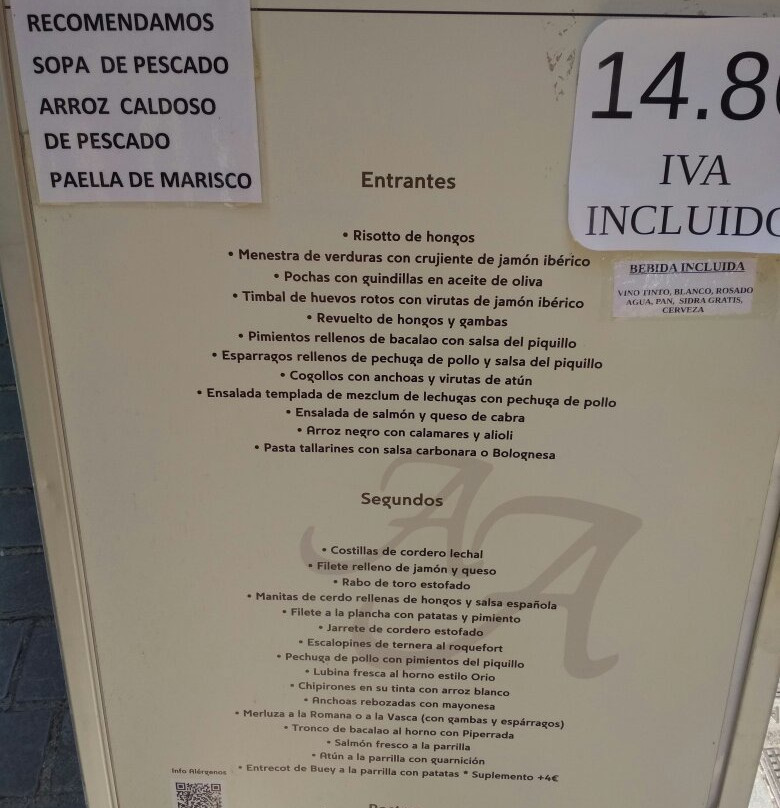 RECOMENDAMOS
SOPA DE PESCADO
ARROZ CALDOSO
DE PESCADO
PAELLA DE MARISCO
14.80
IVA
INCLUIDO
BEBIDA INCLUIDA
VINO TINTO, BLANCO, ROSADO
AGUA, PAN, SIDRA GRATIS,
CERVEZA
Entrantes
• Risotto de hongos
• Menestra de verduras con crujiente de jamón ibérico
• Pochas con guindillas en aceite de oliva
• Timbal de huevos rotos con virutas de jamón ibérico
• Revuelto de hongos y gambas
• Pimientos rellenos de bacalao con salsa del piquillo
• Esparragos rellenos de pechuga de pollo y salsa del piquillo
• Cogollos con anchoas y virutas de atún
• Ensalada templada de mezclum de lechugas con pechuga de pollo
• Ensalada de salmón y queso de cabra
• Arroz negro con calamares y alioli
• Pasta tallarines con salsa carbonara o Bolognesa
AA
Segundos
• Costillas de cordero lechal
• Filete relleno de jamón y queso
• Rabo de toro estofado
• Manitas de cerdo rellenas de hongos y salsa española
• Filete a la plancha con patatas y pimiento
• Jarrete de cordero estofado
• Escalopines de ternera al roquefort
• Pechuga de pollo con pimientos del piquillo
• Lubina fresca al horno estilo Orio
• Chipirones en su tinta con arroz blanco
• Anchoas rebozadas con mayonesa
• Merluza a la Romana o a la Vasca (con gambas y espárragos)
• Tronco de bacalao al horno con Piperrada
• Salmón fresco a la parrilla
• Atún a la parrilla con guarnición
• Entrecot de Buey a la parrilla con patatas * Suplemento +4€
Info Alérgenos